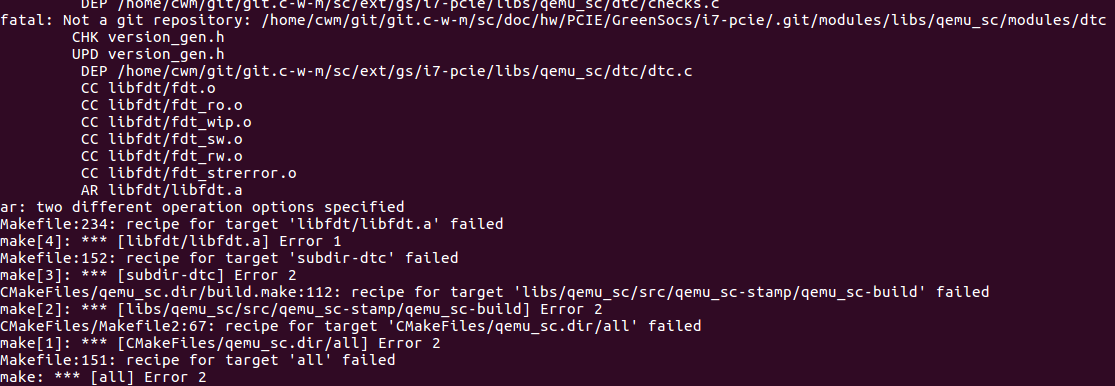 DEP /home/cwm/git/git.c-w-m/sc/ext/gs/i7-pcie/libs/qemu_sc/dtc/checks.c
fatal: Not a git repository: /home/cwm/git/git.c-w-m/sc/doc/hw/PCIE/GreenSocs/i7-pcie/.git/modules/libs/qemu_sc/modules/dtc
CHK version_gen.h
UPD version_gen.h
DEP /home/cwm/git/git.c-w-m/sc/ext/gs/i7-pcie/libs/qemu_sc/dtc/dtc.c
CC libfdt/fdt.o
CC libfdt/fdt_ro.o
CC libfdt/fdt_wip.o
CC libfdt/fdt_sw.o
CC libfdt/fdt_rw.o
CC libfdt/fdt_strerror.o
AR libfdt/libfdt.a
ar: two different operation options specified
Makefile:234: recipe for target 'libfdt/libfdt.a' failed
make[4]: *** [libfdt/libfdt.a] Error 1
Makefile:152: recipe for target 'subdir-dtc' failed
make[3]: *** [subdir-dtc] Error 2
CMakeFiles/qemu_sc.dir/build.make:112: recipe for target 'libs/qemu_sc/src/qemu_sc-stamp/qemu_sc-build' failed
make[2]: *** [libs/qemu_sc/src/qemu_sc-stamp/qemu_sc-build] Error 2
CMakeFiles/Makefile2:67: recipe for target 'CMakeFiles/qemu_sc.dir/all' failed
make[1]: *** [CMakeFiles/qemu_sc.dir/all] Error 2
Makefile:151: recipe for target 'all' failed
make: *** [all] Error 2